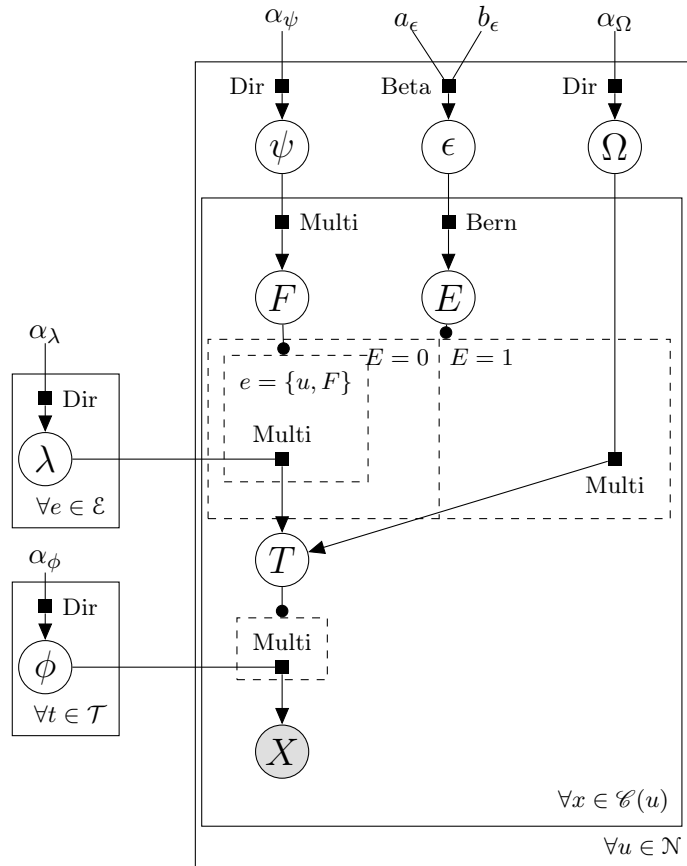 α_ψ a_ϵ b_ϵ α_Ω
Dir Beta Dir
ψ ϵ Ω
Multi Bern
F E
α_λ
E = 0 E = 1
e = {u, F}
Dir
Multi
λ
Multi
∀e ∈ ℰ
α_ϕ
T
Dir
Multi
ϕ
∀t ∈ 𝒯
X
∀x ∈ 𝒞(u)
∀u ∈ 𝒩